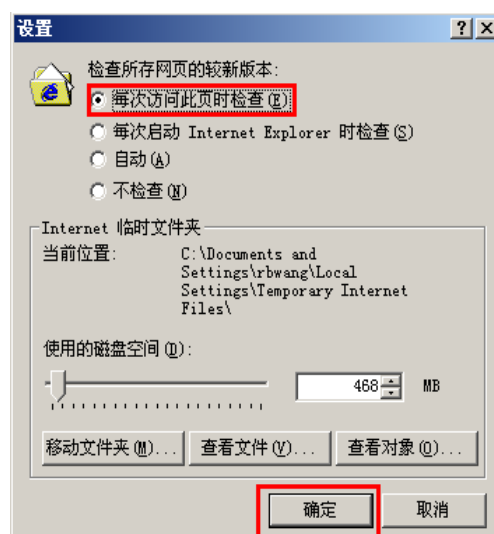 设置
检查所存网页的较新版本:
每次访问此页时检查(E)
每次启动 Internet Explorer 时检查(S)
自动(A)
不检查(N)
Internet 临时文件夹
当前位置: C:\Documents and
Settings\rbwang\Local
Settings\Temporary Internet
Files\
使用的磁盘空间(D):
468 MB
移动文件夹(M)... 查看文件(V)... 查看对象(O)...
确定 取消